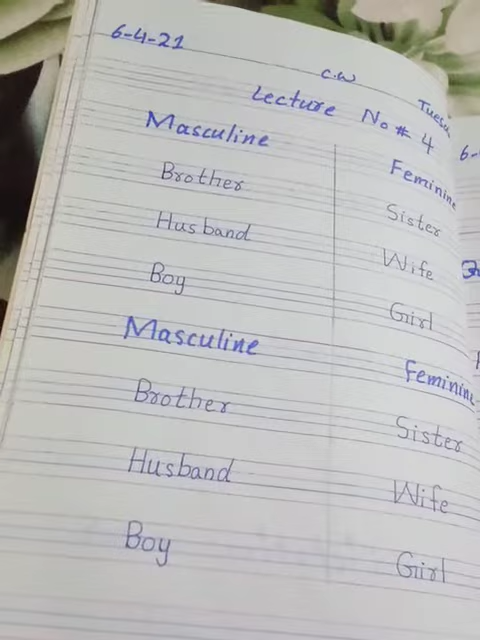 6-4-21
C.W
Lecture No # 4
Masculine Feminine
Brother Sister
Husband Wife
Boy Girl
Masculine Feminine
Brother Sister
Husband Wife
Boy Girl